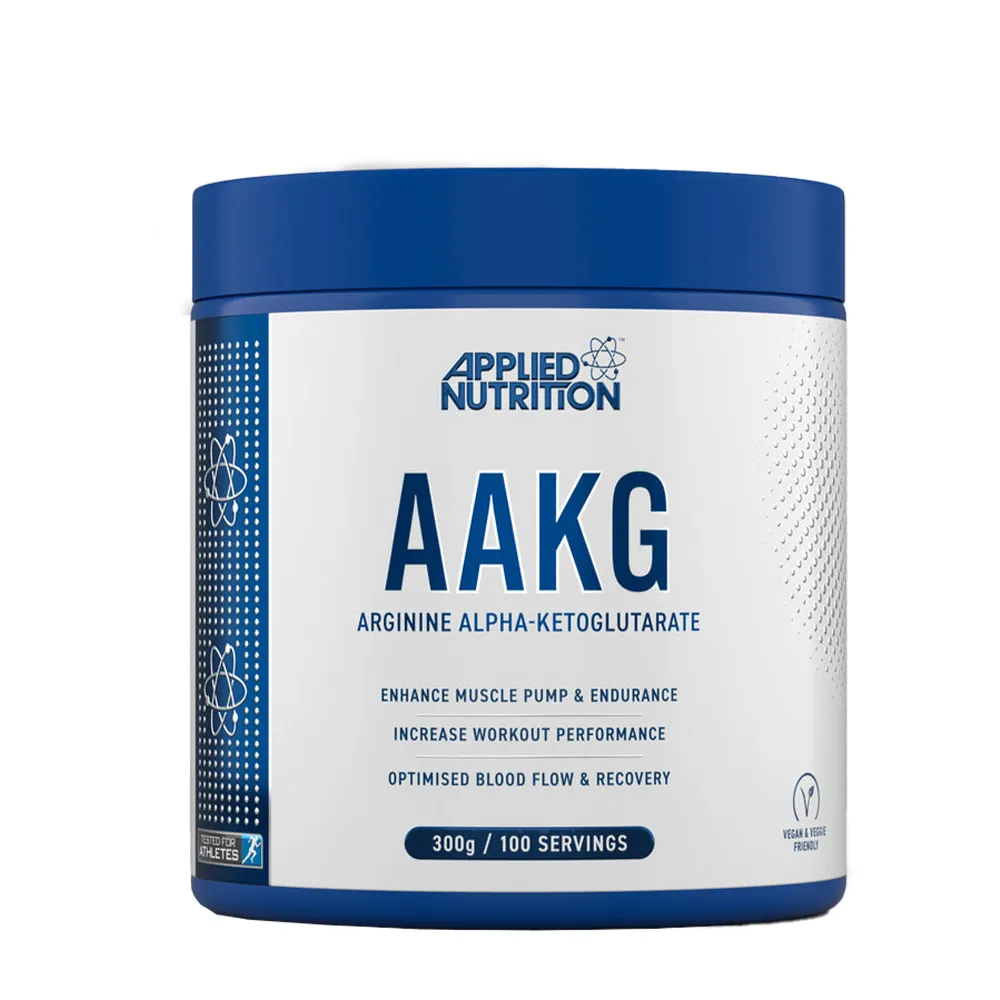 APPLIED
NUTRITION
™
AAKG
ARGININE ALPHA-KETOGLUTARATE
ENHANCE MUSCLE PUMP & ENDURANCE
INCREASE WORKOUT PERFORMANCE
OPTIMISED BLOOD FLOW & RECOVERY
300g / 100 SERVINGS
TESTED FOR
ATHLETES
VEGAN & VEGGIE
FRIENDLY